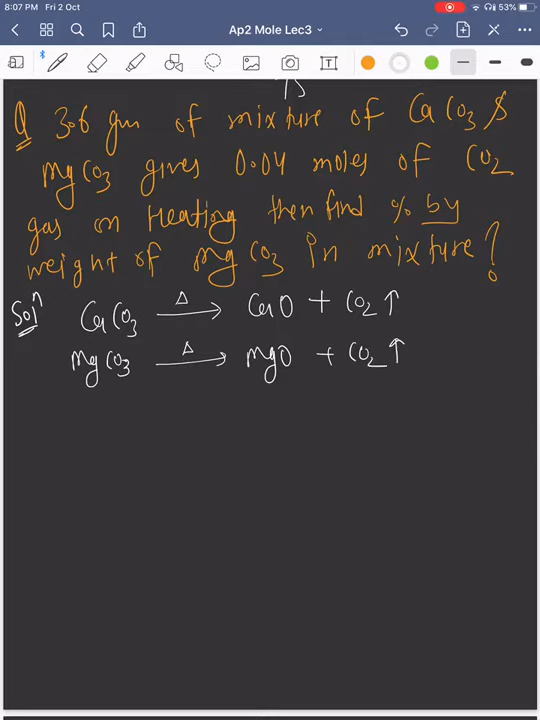 8:07 PM Fri 2 Oct
53%
Ap2 Mole Lec3
T
Q 3.6 gm of mixture of CaCO3 &
MgCO3 gives 0.04 moles of CO2
gas on Heating then find % by
weight of MgCO3 in mixture?
Solⁿ CaCO3 Δ→ CaO + CO2 ↑
MgCO3 Δ→ MgO + CO2 ↑